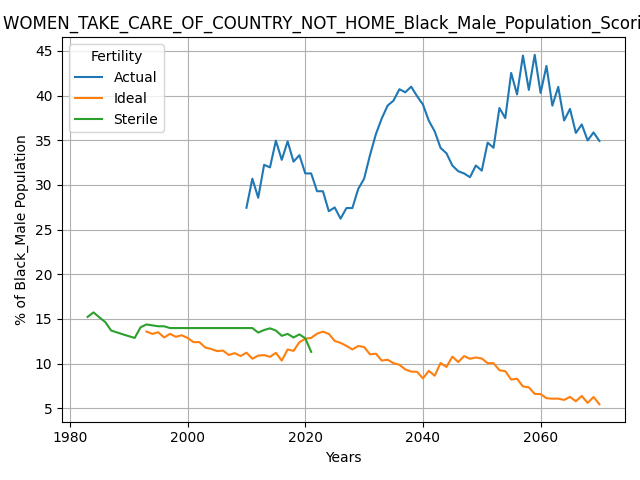 WOMEN_TAKE_CARE_OF_COUNTRY_NOT_HOME_Black_Male_Population_Scori
Fertility
Actual
Ideal
Sterile
% of Black_Male Population
45
40
35
30
25
20
15
10
5
1980 2000 2020 2040 2060
Years